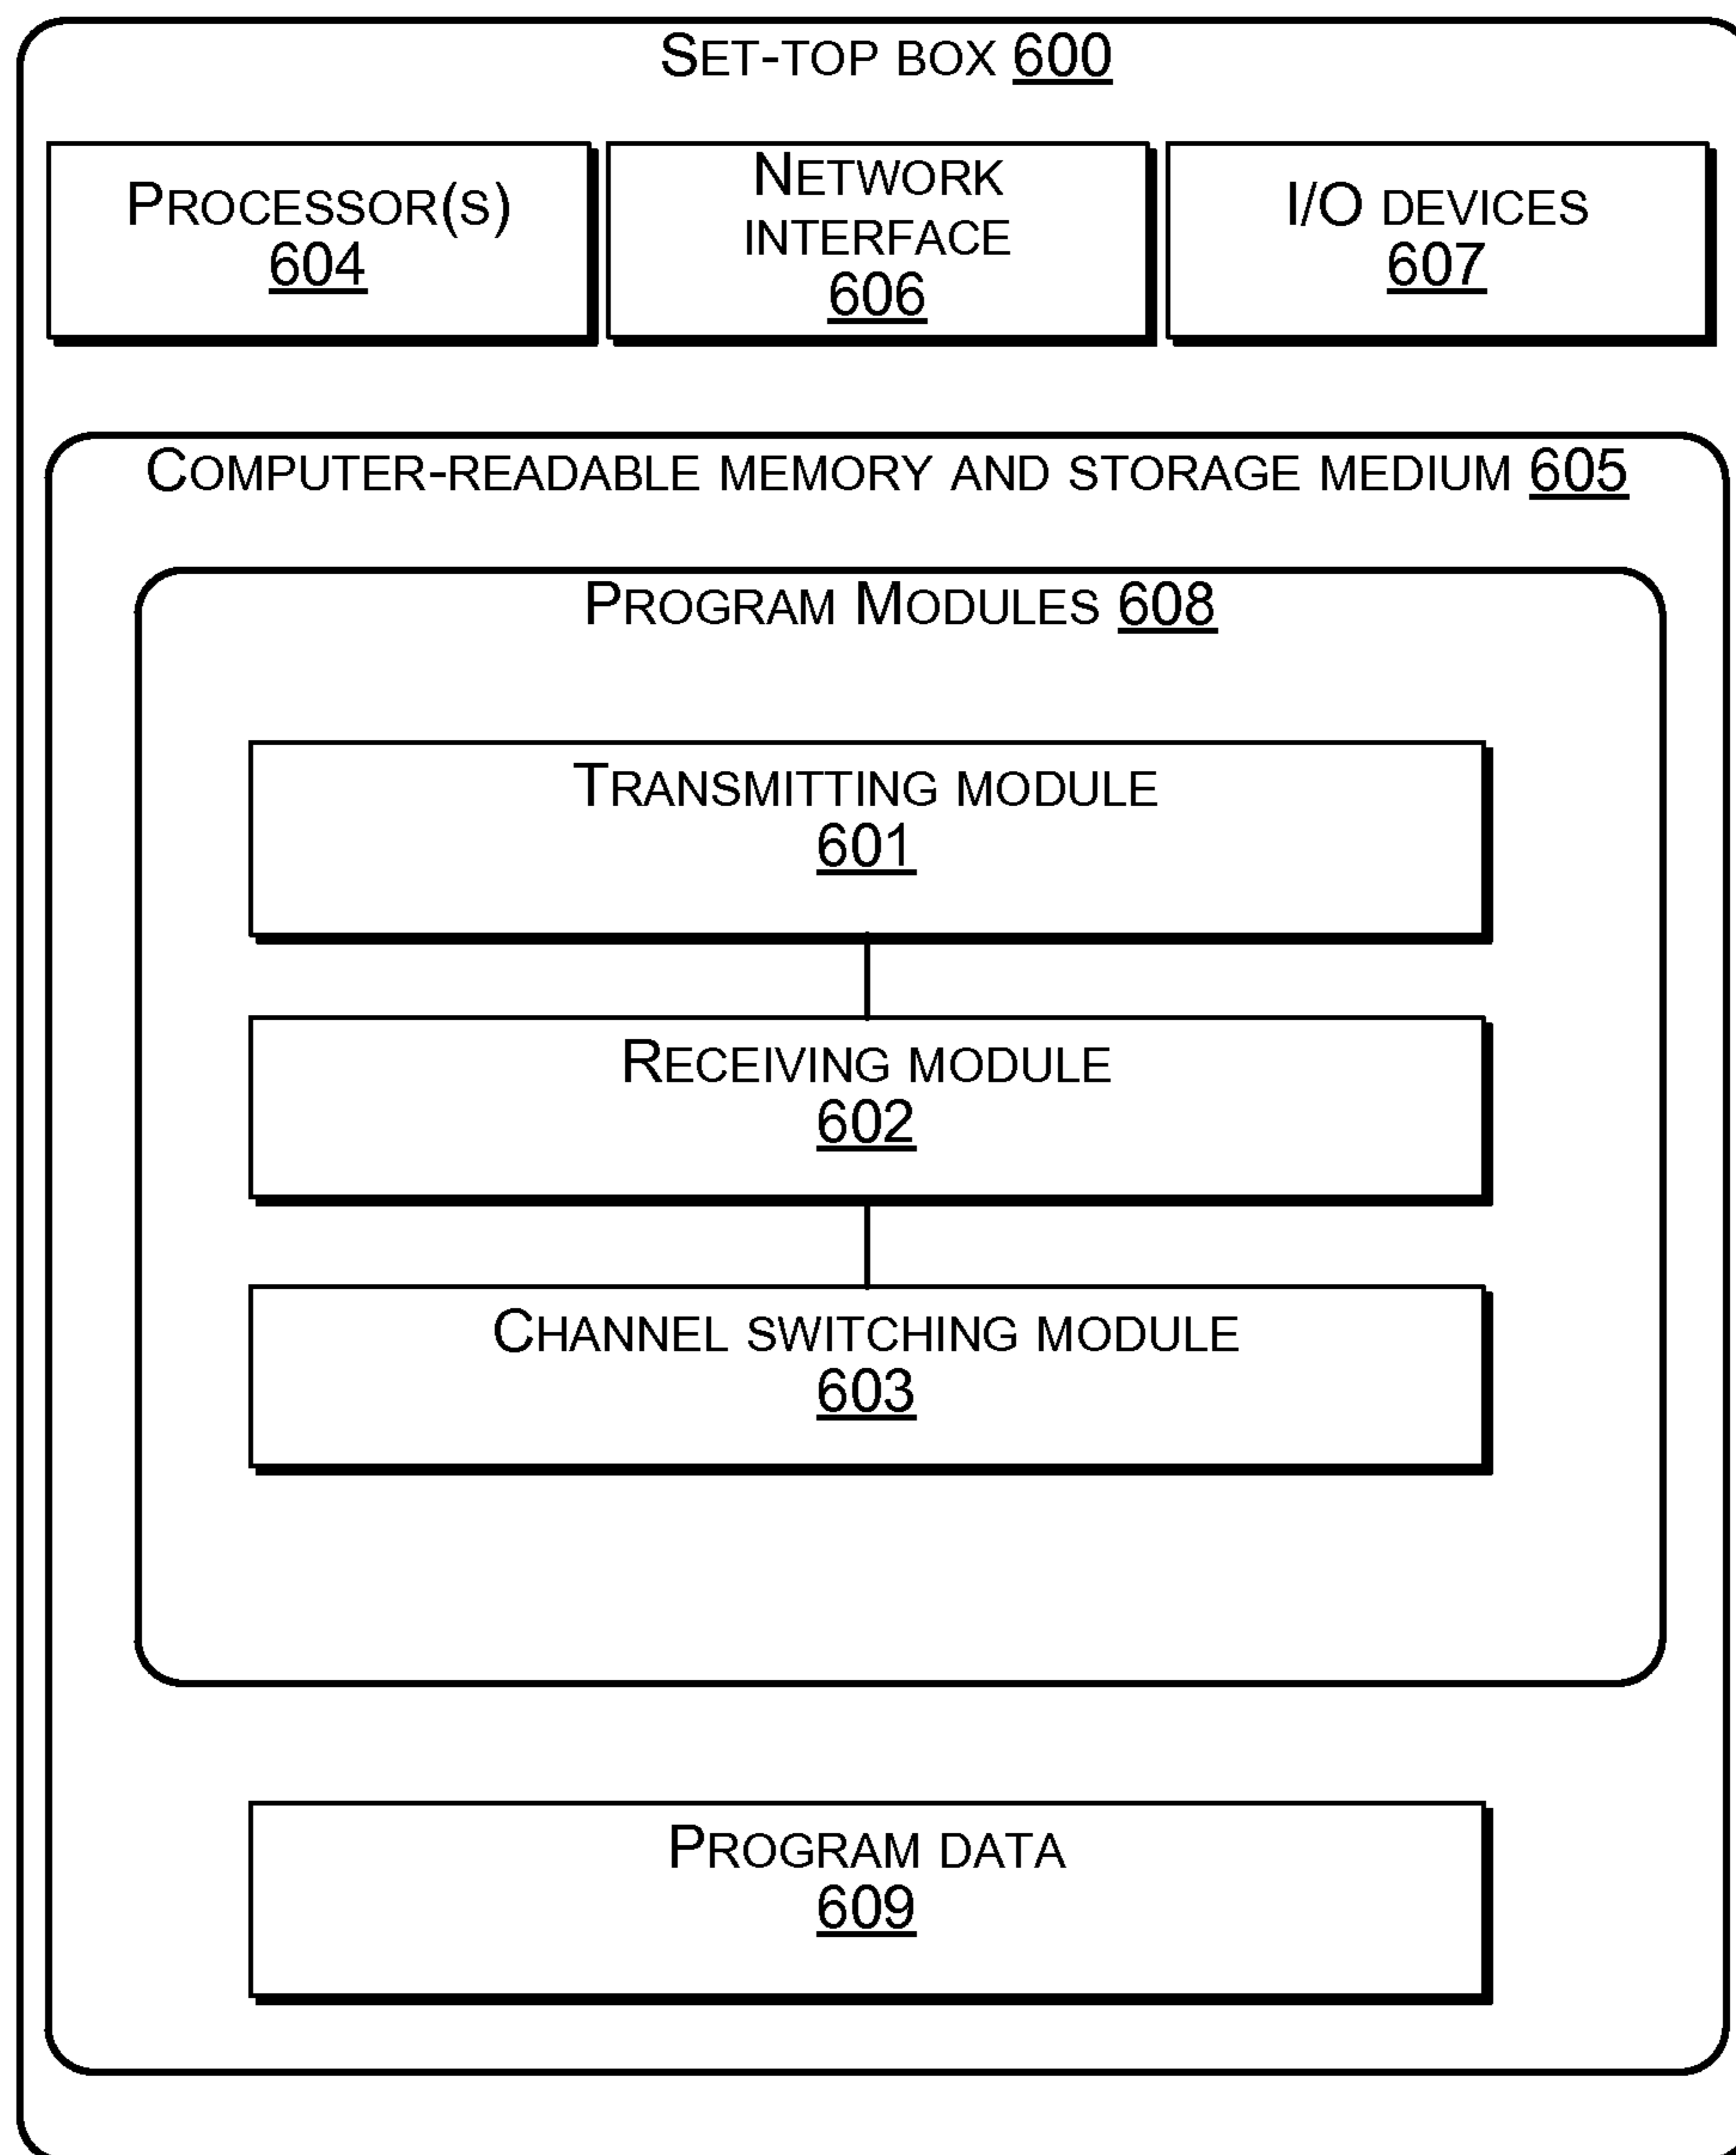 SET-TOP BOX 600
PROCESSOR(S)
604
NETWORK
INTERFACE
606
I/O DEVICES
607
COMPUTER-READABLE MEMORY AND STORAGE MEDIUM 605
PROGRAM MODULES 608
TRANSMITTING MODULE
601
RECEIVING MODULE
602
CHANNEL SWITCHING MODULE
603
PROGRAM DATA
609